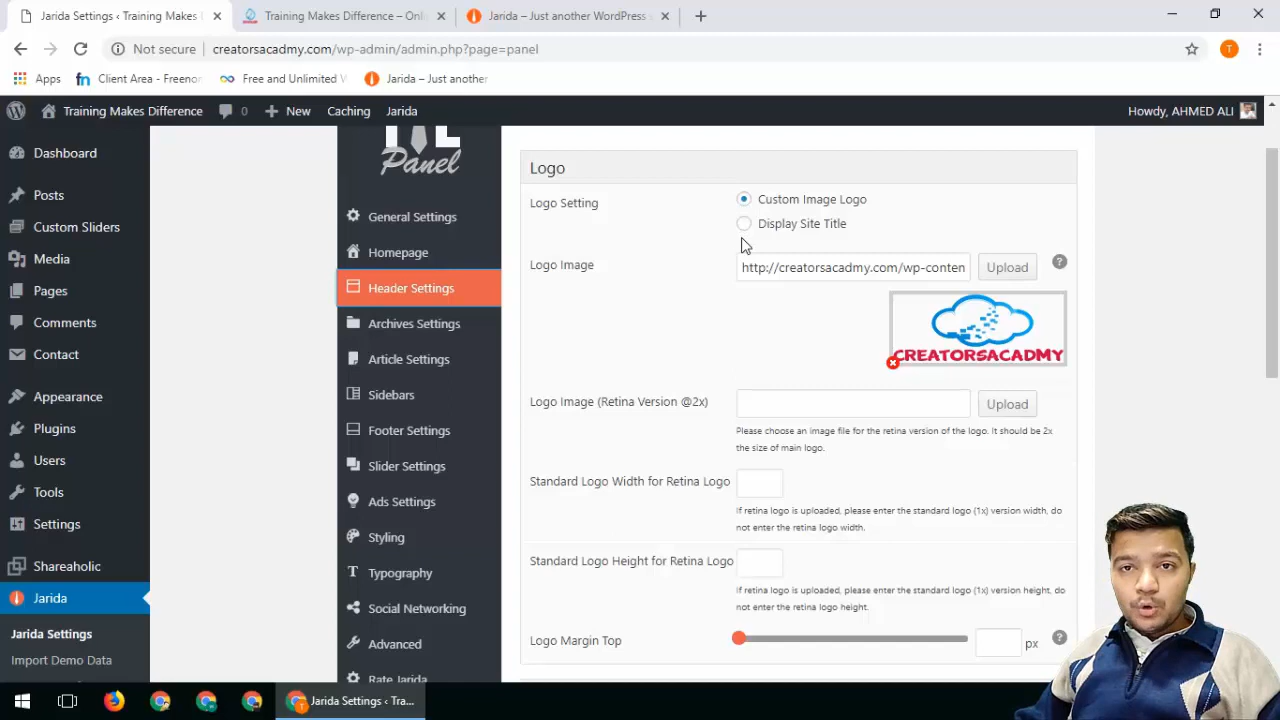 Jarida Settings ‹ Training Makes
Training Makes Difference – Onl
Jarida – Just another WordPress s
Not secure
creatorsacadmy.com/wp-admin/admin.php?page=panel
T
Apps
fn Client Area - Freenor
Free and Unlimited V
Jarida – Just another
Training Makes Difference
0
New
Caching
Jarida
Howdy, AHMED ALI
Dashboard
Posts
Custom Sliders
Media
Pages
Comments
Contact
Appearance
Plugins
Users
Tools
Settings
Shareaholic
Jarida
Jarida Settings
Import Demo Data
Panel
General Settings
Homepage
Header Settings
Archives Settings
Article Settings
Sidebars
Footer Settings
Slider Settings
Ads Settings
Styling
Typography
Social Networking
Advanced
Rate Jarida
Logo
Logo Setting
Custom Image Logo
Display Site Title
Logo Image
http://creatorsacadmy.com/wp-conten
Upload
?
CREATORSACADMY
Logo Image (Retina Version @2x)
Upload
Please choose an image file for the retina version of the logo. It should be 2x
the size of main logo.
Standard Logo Width for Retina Logo
If retina logo is uploaded, please enter the standard logo (1x) version width, do
not enter the retina logo width.
Standard Logo Height for Retina Logo
If retina logo is uploaded, please enter the standard logo (1x) version height, do
not enter the retina logo height.
Logo Margin Top
px
?
Jarida Settings ‹ Tra...